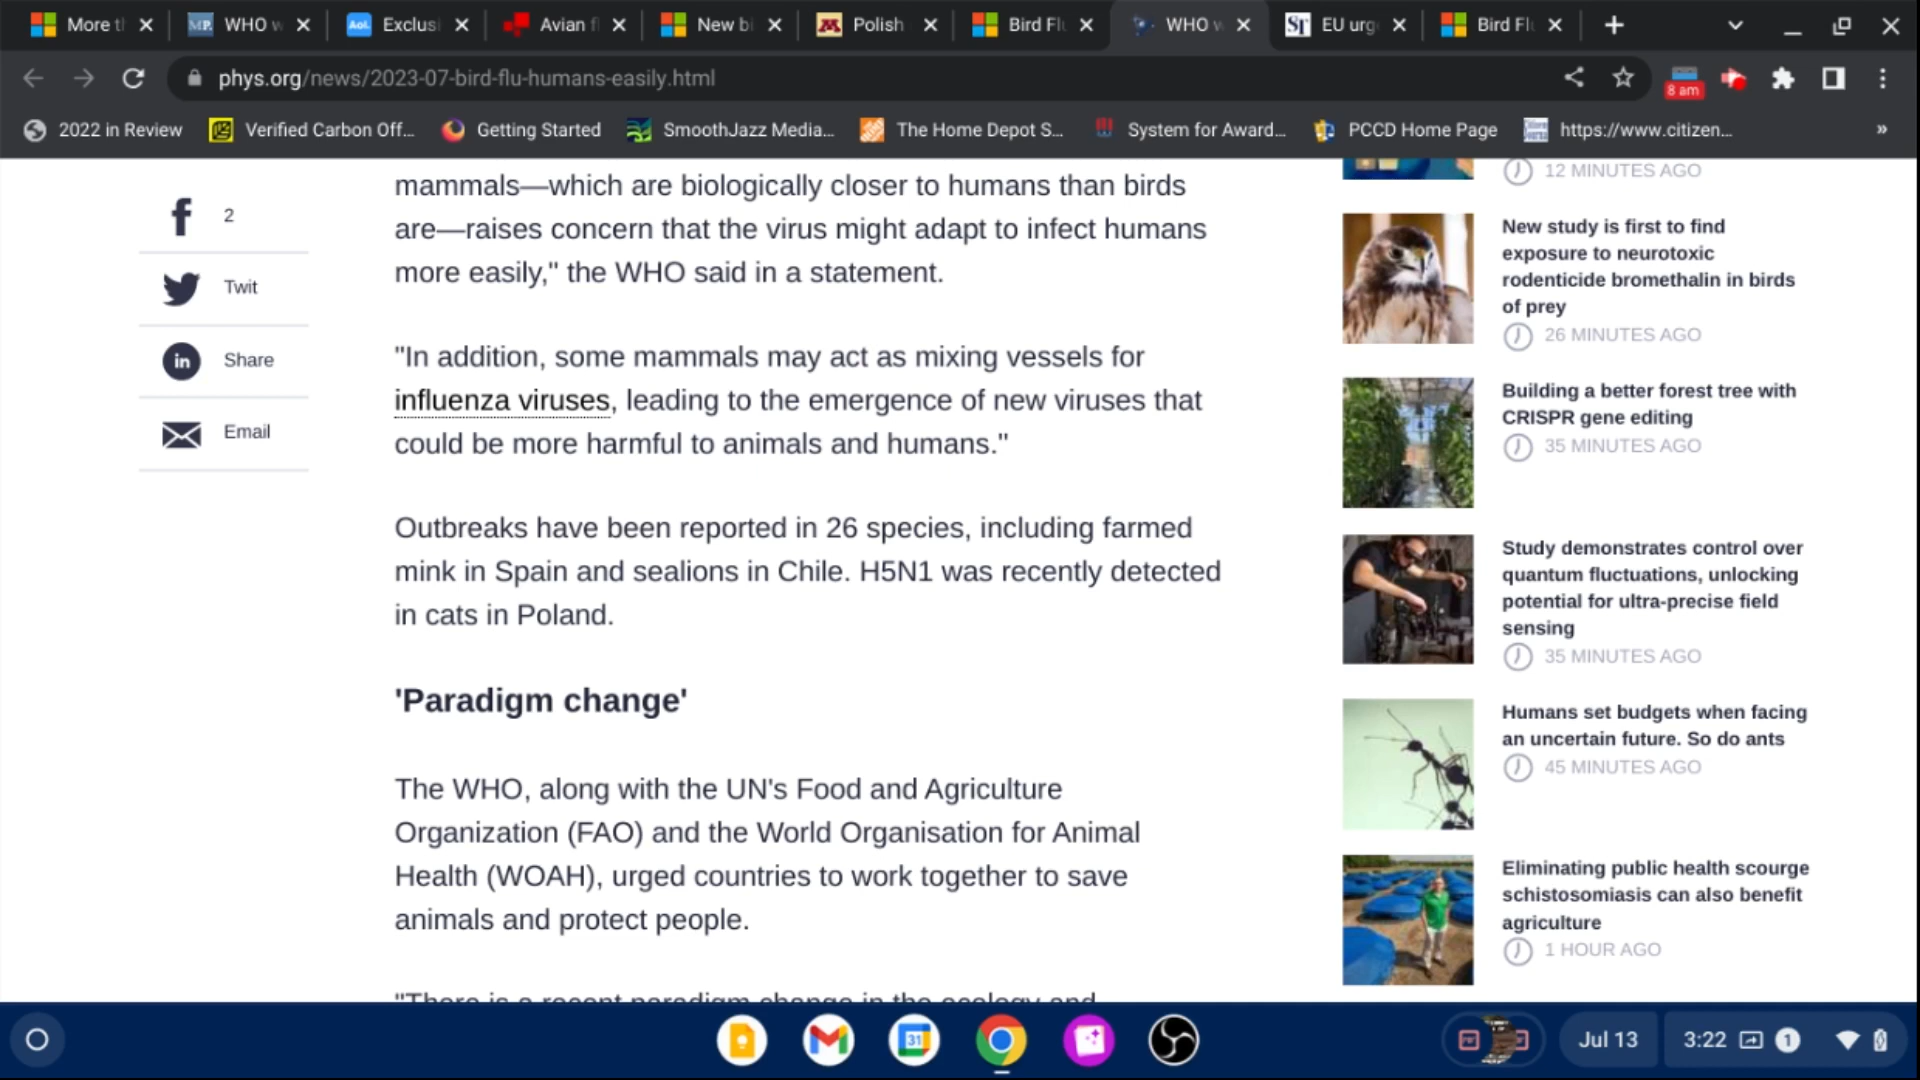 More t
WHO w
Exclusi
Avian f
New bi
Polish
Bird Flu
WHO w
EU urg
Bird Flu
phys.org/news/2023-07-bird-flu-humans-easily.html
8 am
2022 in Review
Verified Carbon Off...
Getting Started
SmoothJazz Media...
The Home Depot S...
System for Award...
PCCD Home Page
https://www.citizen...
»
2
Twit
Share
Email
mammals—which are biologically closer to humans than birds
are—raises concern that the virus might adapt to infect humans
more easily," the WHO said in a statement.
"In addition, some mammals may act as mixing vessels for
influenza viruses, leading to the emergence of new viruses that
could be more harmful to animals and humans."
Outbreaks have been reported in 26 species, including farmed
mink in Spain and sealions in Chile. H5N1 was recently detected
in cats in Poland.
'Paradigm change'
The WHO, along with the UN's Food and Agriculture
Organization (FAO) and the World Organisation for Animal
Health (WOAH), urged countries to work together to save
animals and protect people.
"There is a recent paradigm change in the ecology and
12 MINUTES AGO
New study is first to find
exposure to neurotoxic
rodenticide bromethalin in birds
of prey
26 MINUTES AGO
Building a better forest tree with
CRISPR gene editing
35 MINUTES AGO
Study demonstrates control over
quantum fluctuations, unlocking
potential for ultra-precise field
sensing
35 MINUTES AGO
Humans set budgets when facing
an uncertain future. So do ants
45 MINUTES AGO
Eliminating public health scourge
schistosomiasis can also benefit
agriculture
1 HOUR AGO
31
Jul 13
3:22
1